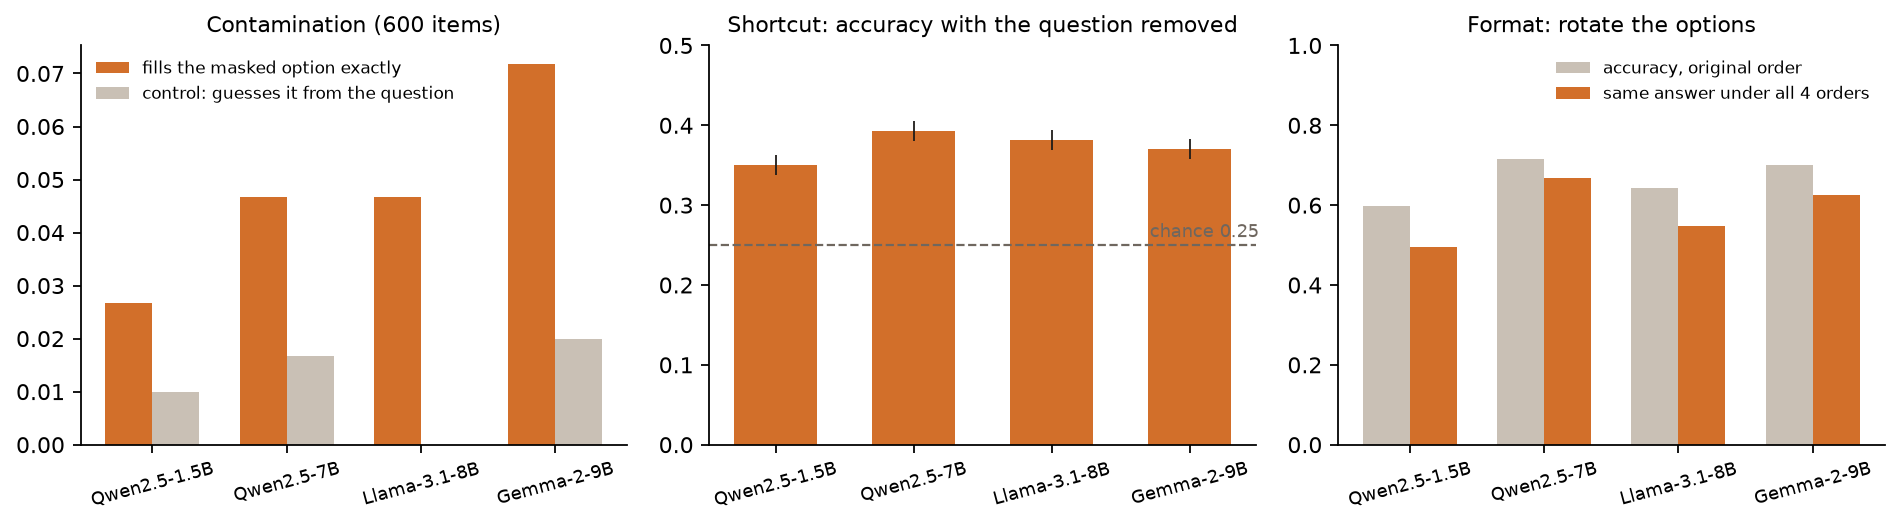 Contamination (600 items)
fills the masked option exactly
control: guesses it from the question
0.07
0.06
0.05
0.04
0.03
0.02
0.01
0.00
Qwen2.5-1.5B
Qwen2.5-7B
Llama-3.1-8B
Gemma-2-9B
Shortcut: accuracy with the question removed
0.5
0.4
0.3
0.2
0.1
0.0
chance 0.25
Qwen2.5-1.5B
Qwen2.5-7B
Llama-3.1-8B
Gemma-2-9B
Format: rotate the options
accuracy, original order
same answer under all 4 orders
1.0
0.8
0.6
0.4
0.2
0.0
Qwen2.5-1.5B
Qwen2.5-7B
Llama-3.1-8B
Gemma-2-9B